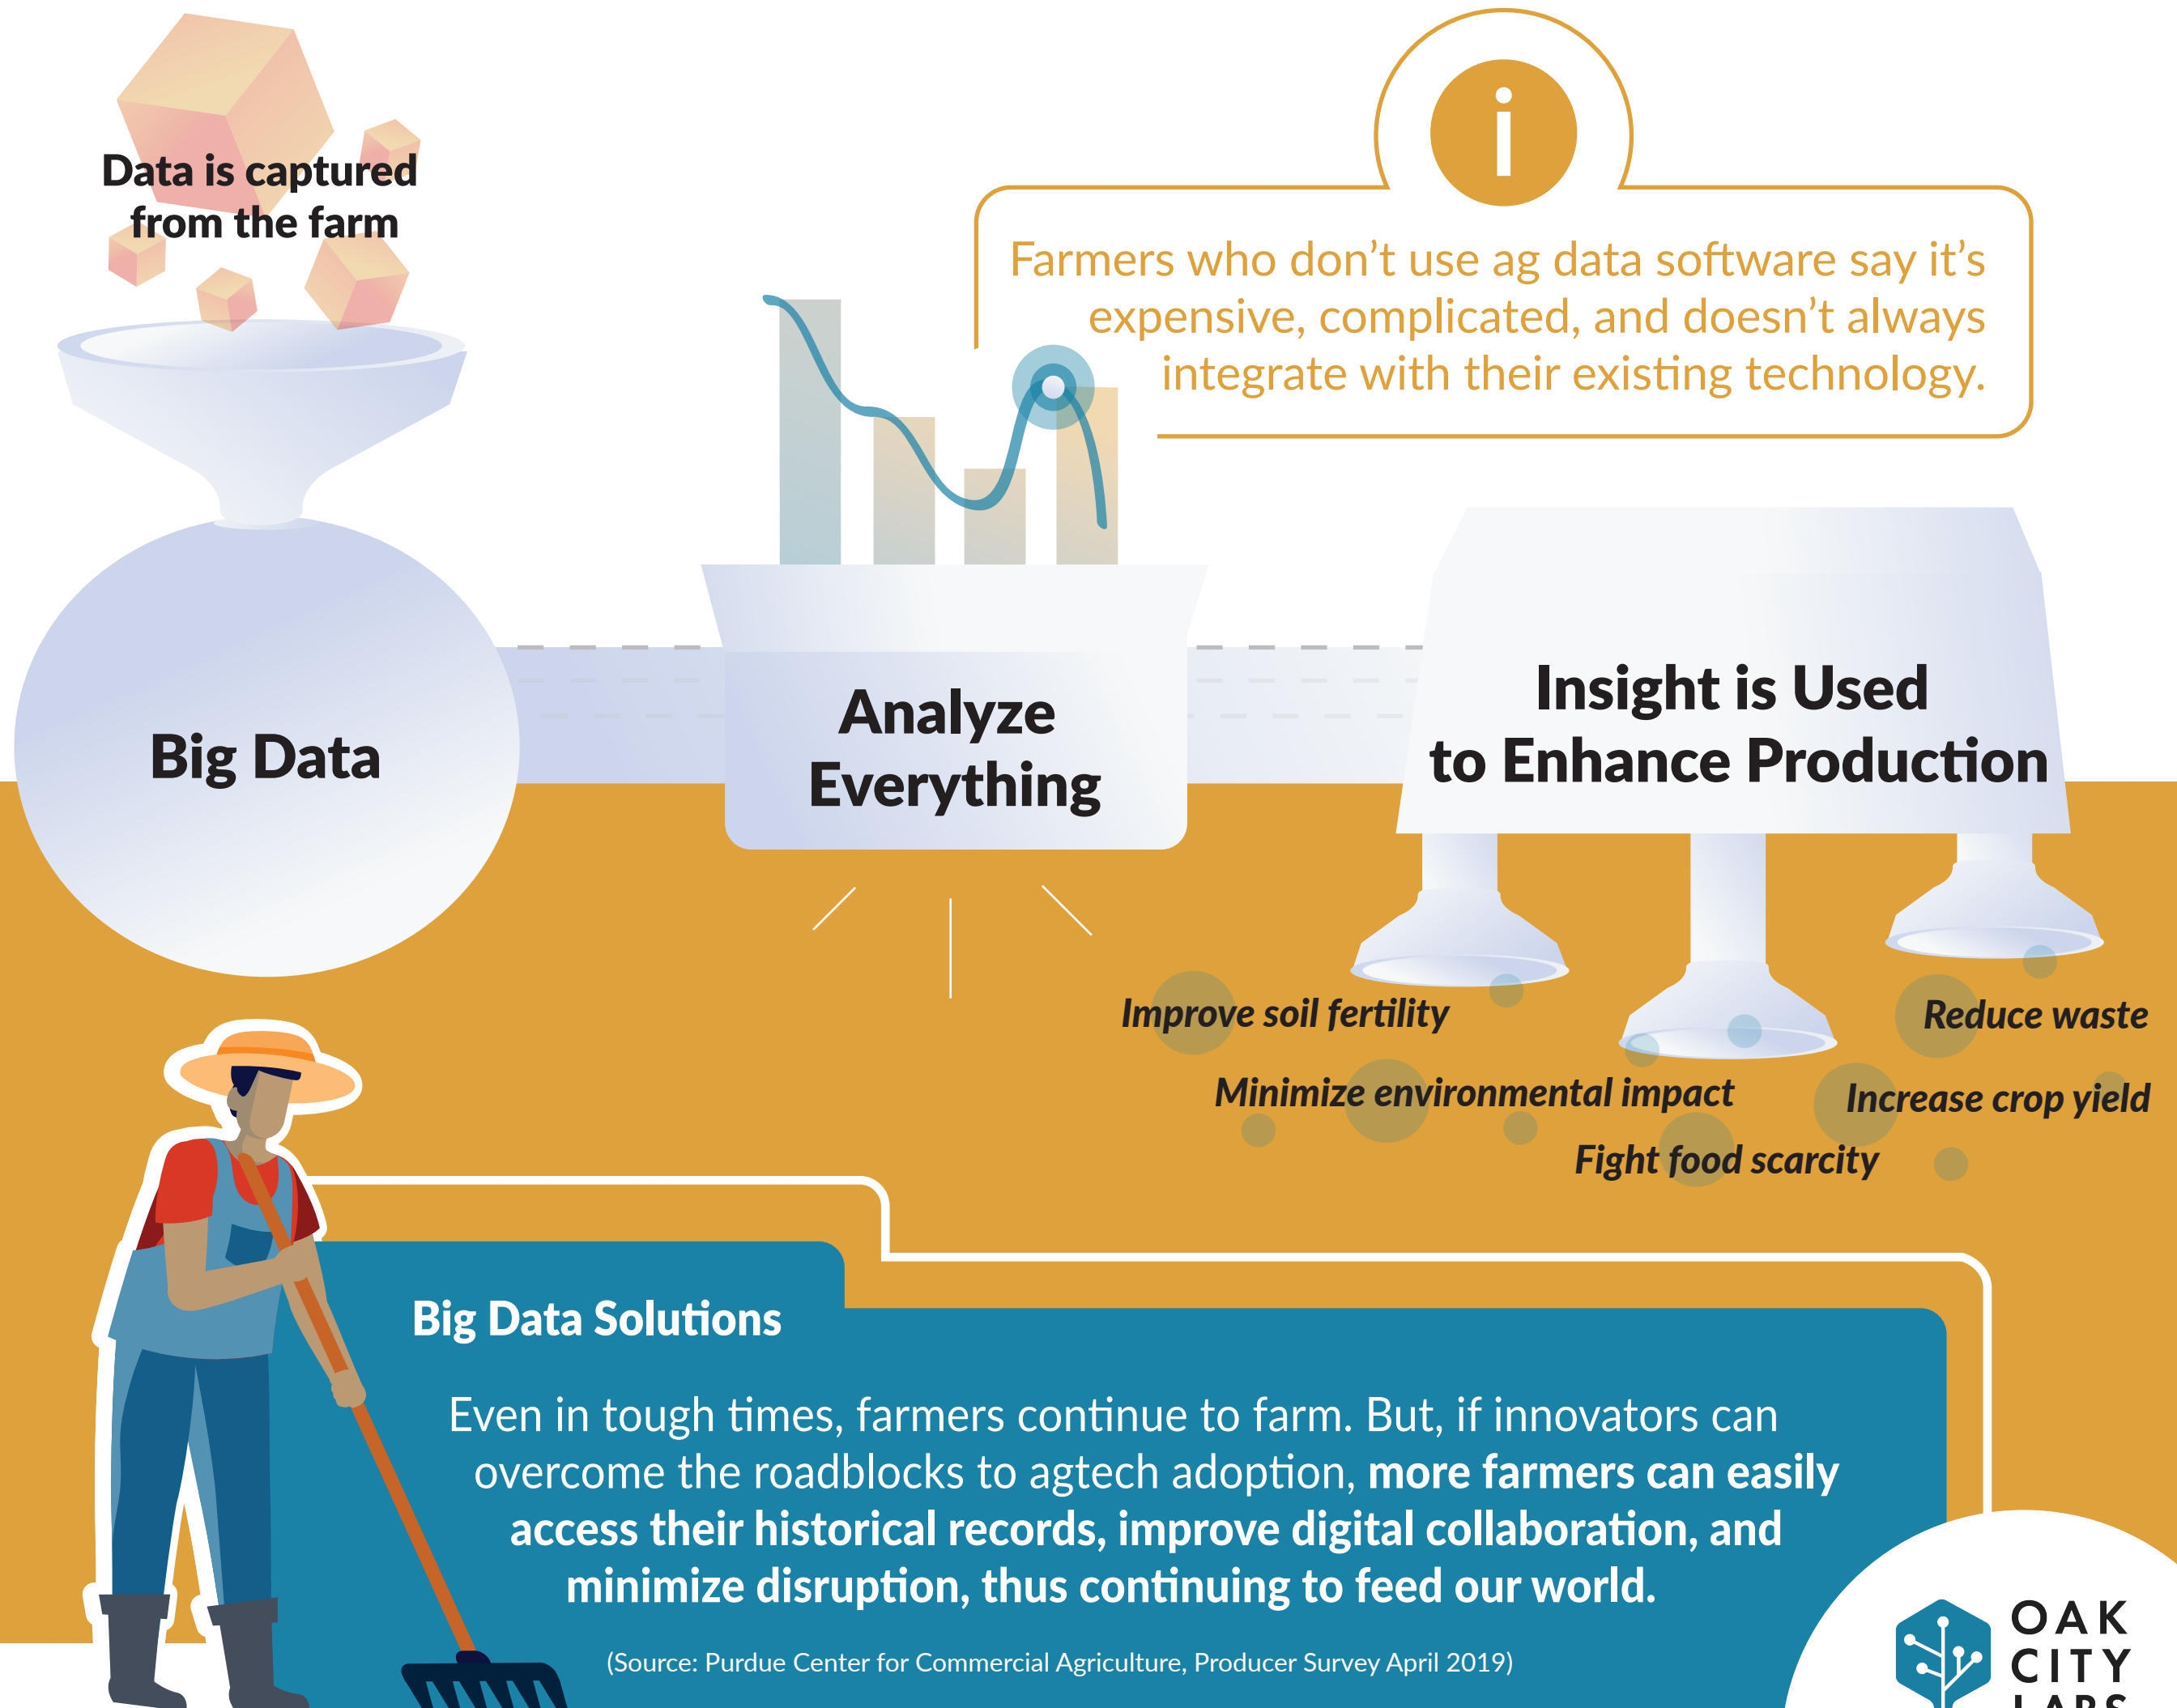 Data is captured
from the farm
i
Farmers who don't use ag data software say it's
expensive, complicated, and doesn't always
integrate with their existing technology.
Big Data
Analyze
Everything
Insight is Used
to Enhance Production
Improve soil fertility
Reduce waste
Minimize environmental impact
Increase crop yield
Fight food scarcity
Big Data Solutions
Even in tough times, farmers continue to farm. But, if innovators can
overcome the roadblocks to agtech adoption, more farmers can easily
access their historical records, improve digital collaboration, and
minimize disruption, thus continuing to feed our world.
(Source: Purdue Center for Commercial Agriculture, Producer Survey April 2019)
OAK
CITY
LABS